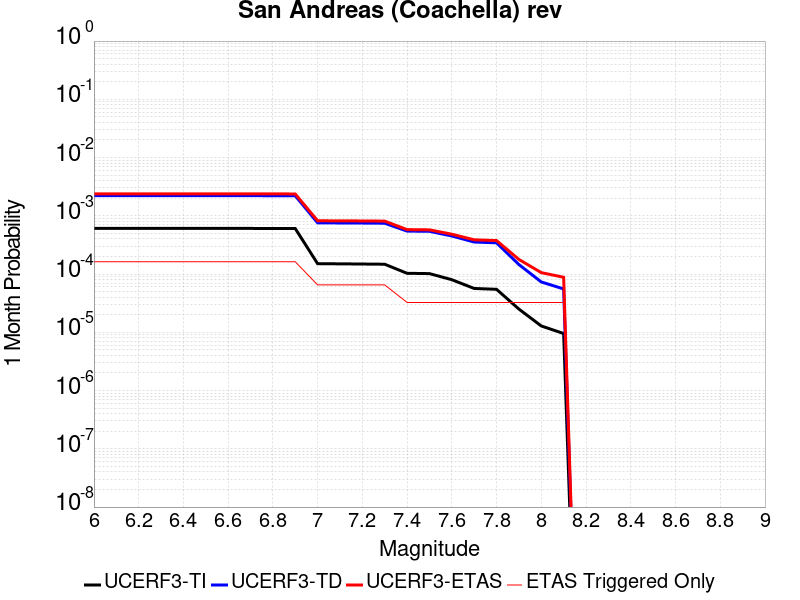 San Andreas (Coachella) rev
10^0
10^-1
10^-2
10^-3
10^-4
10^-5
10^-6
10^-7
10^-8
1 Month Probability
6 6.2 6.4 6.6 6.8 7 7.2 7.4 7.6 7.8 8 8.2 8.4 8.6 8.8 9
Magnitude
UCERF3-TI UCERF3-TD UCERF3-ETAS ETAS Triggered Only